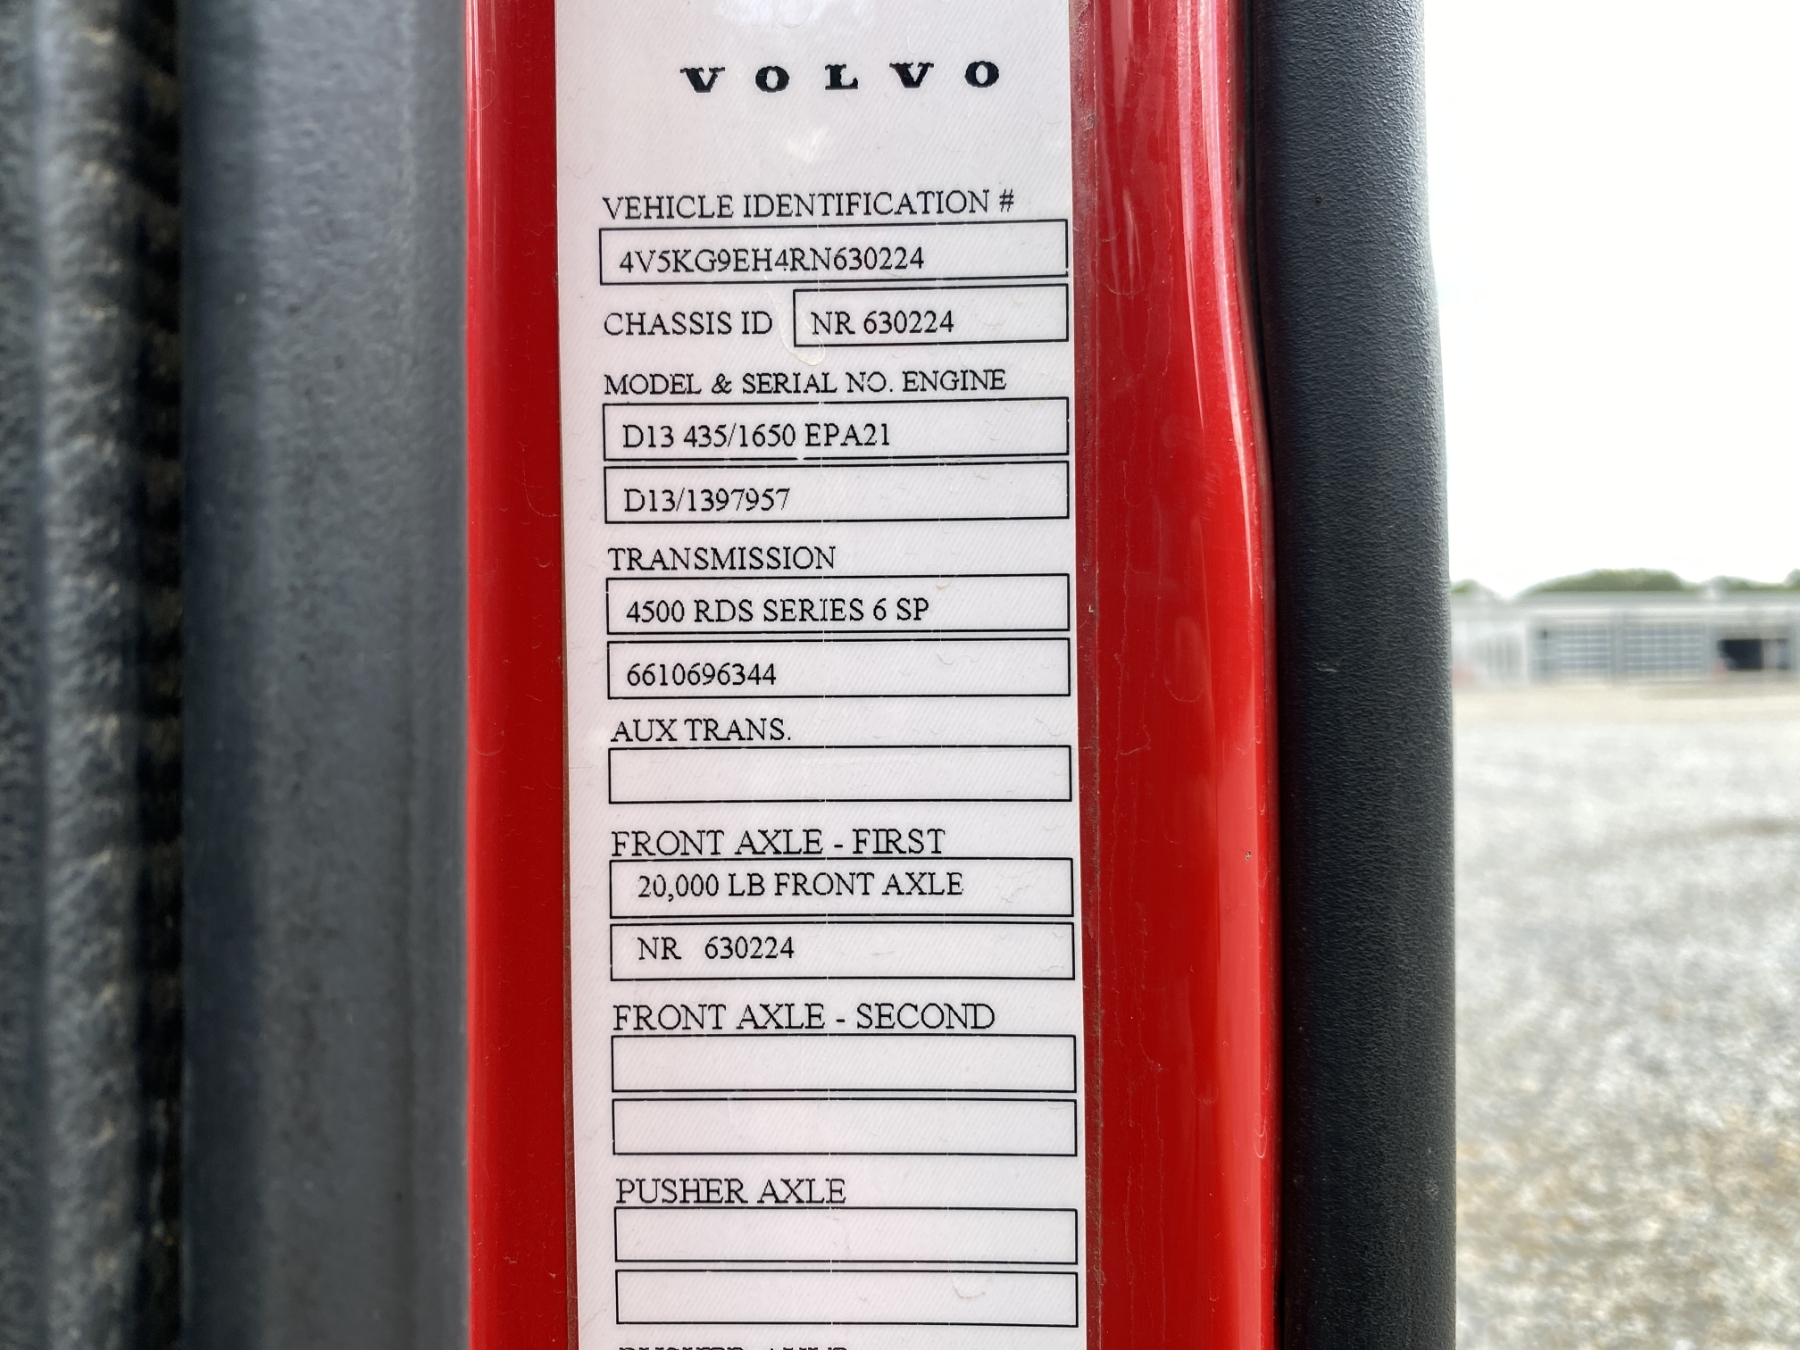 VOLVO
VEHICLE IDENTIFICATION #
4V5KG9EH4RN630224
CHASSIS ID NR 630224
MODEL & SERIAL NO. ENGINE
D13 435/1650 EPA21
D13/1397957
TRANSMISSION
4500 RDS SERIES 6 SP
6610696344
AUX TRANS.
FRONT AXLE - FIRST
20,000 LB FRONT AXLE
NR 630224
FRONT AXLE - SECOND
PUSHER AXLE